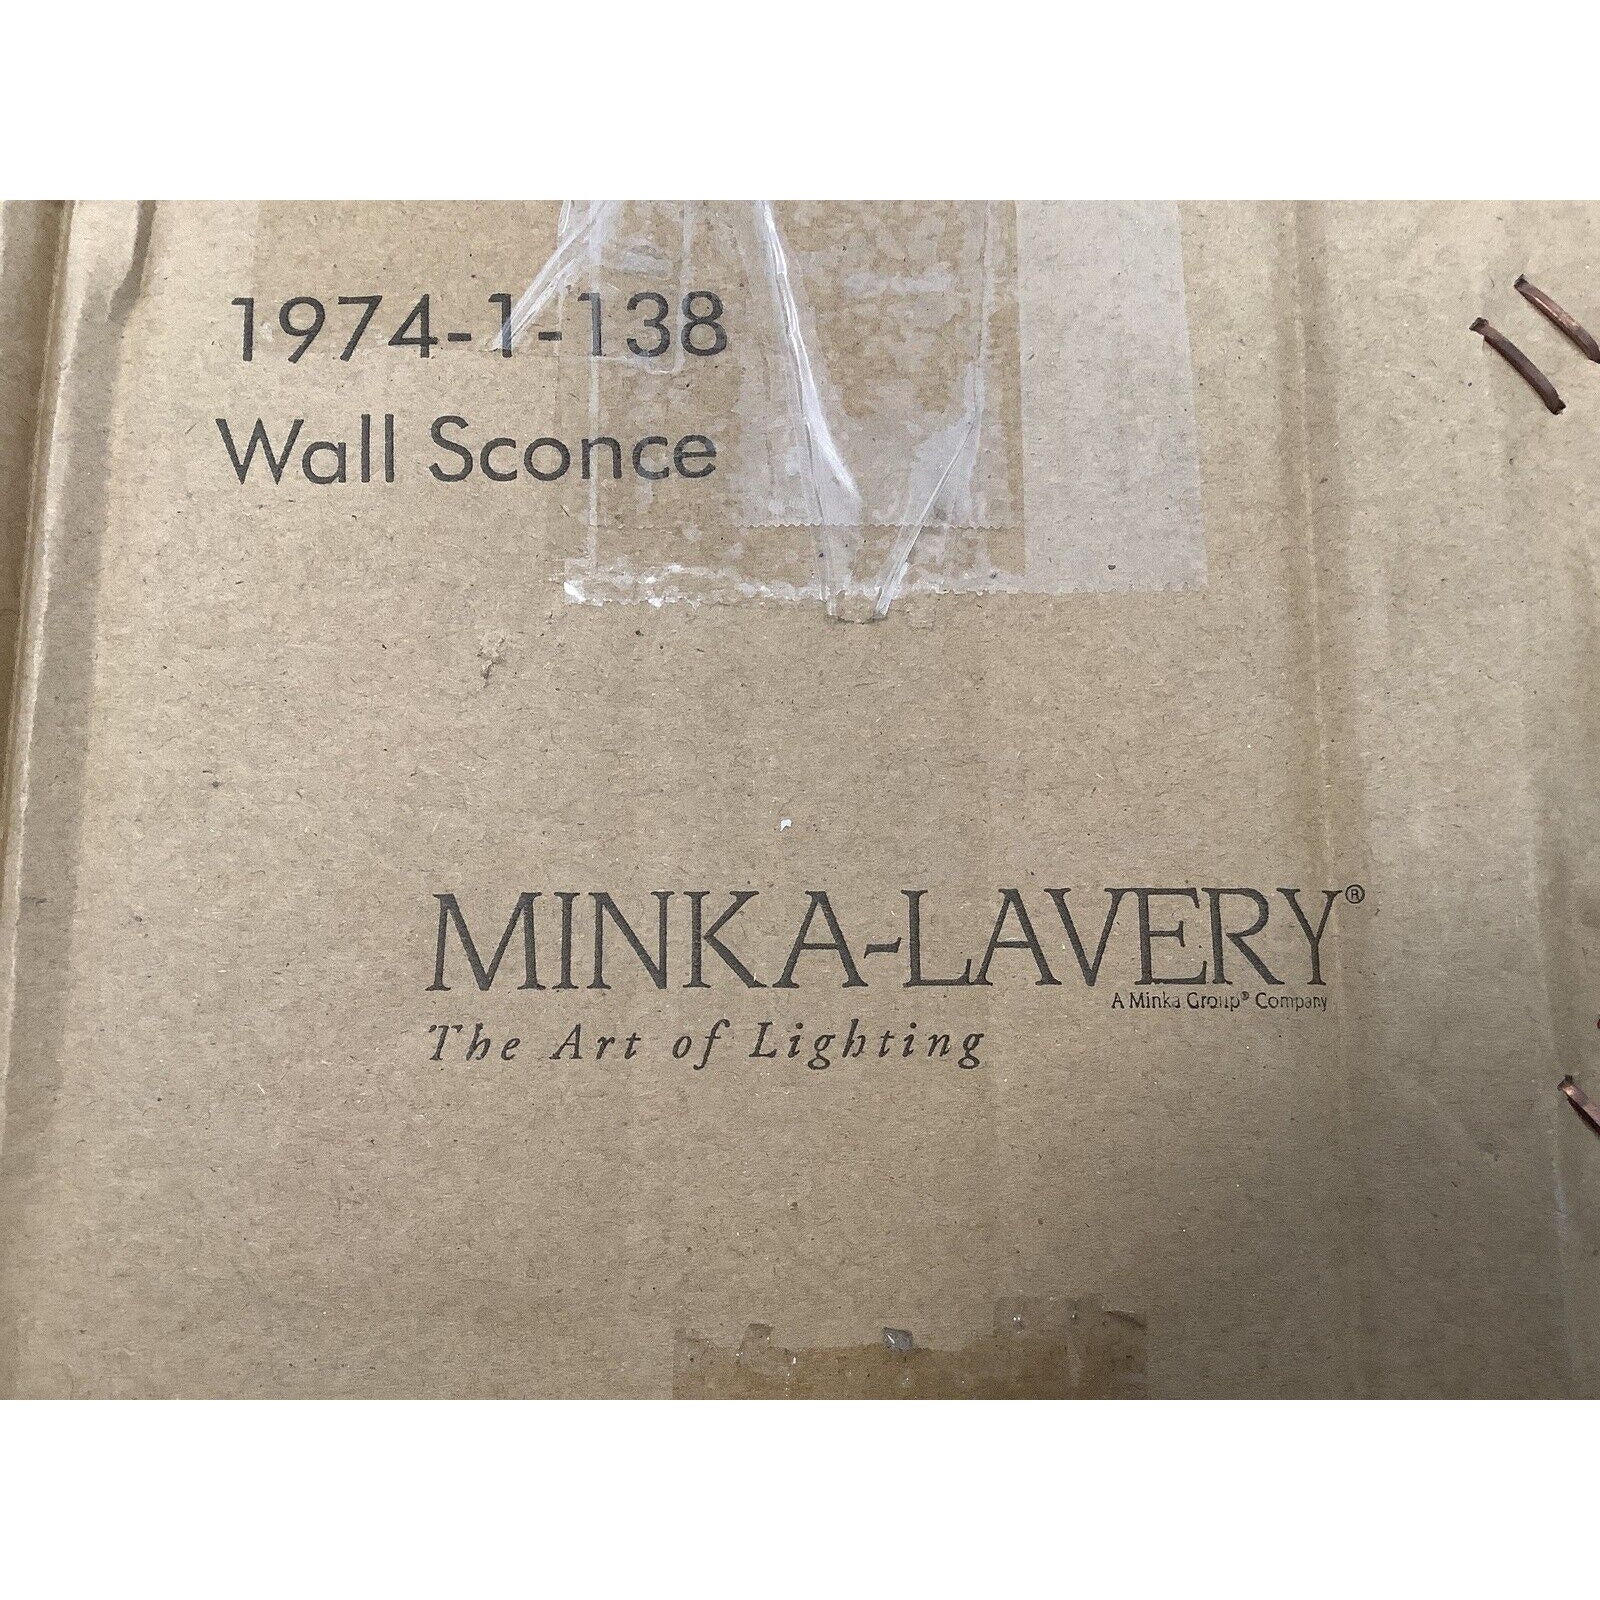 1974-1-138
Wall Sconce
MINKA-LAVERY®
A Minka Group® Company
The Art of Lighting